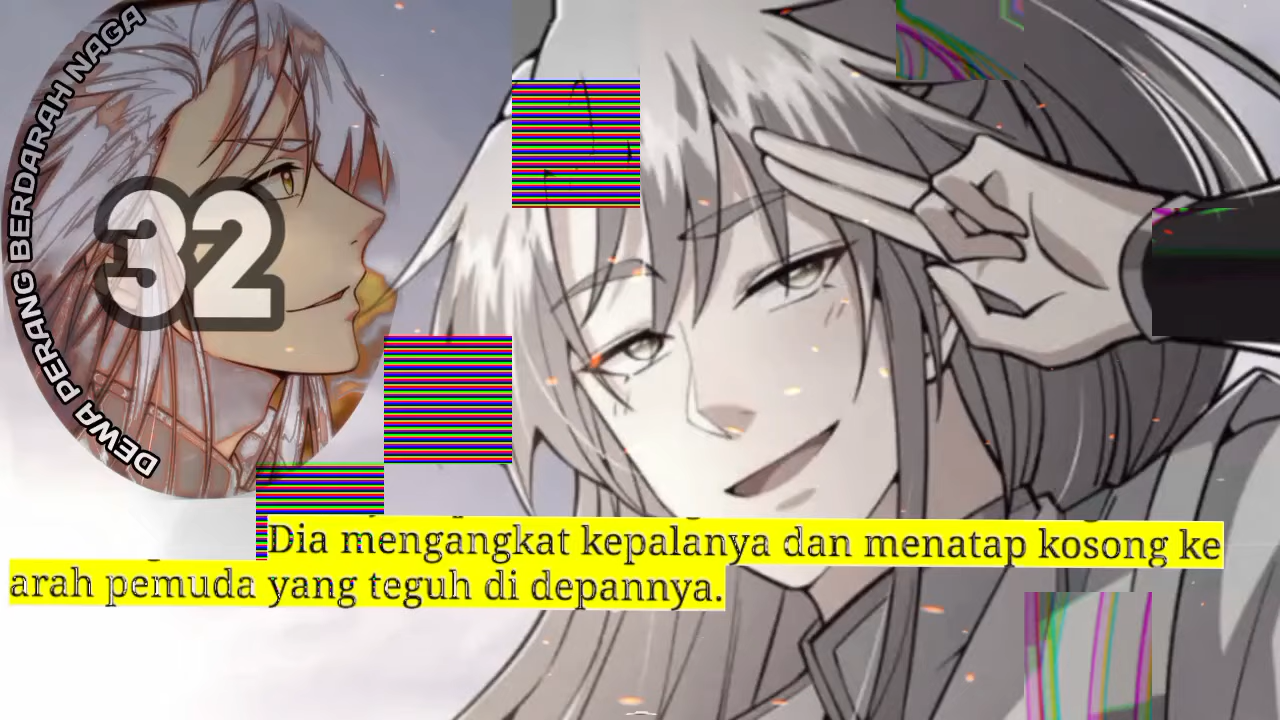 DEWA PERANG BERDARAH NAGA
32
Dia mengangkat kepalanya dan menatap kosong ke
arah pemuda yang teguh di depannya.